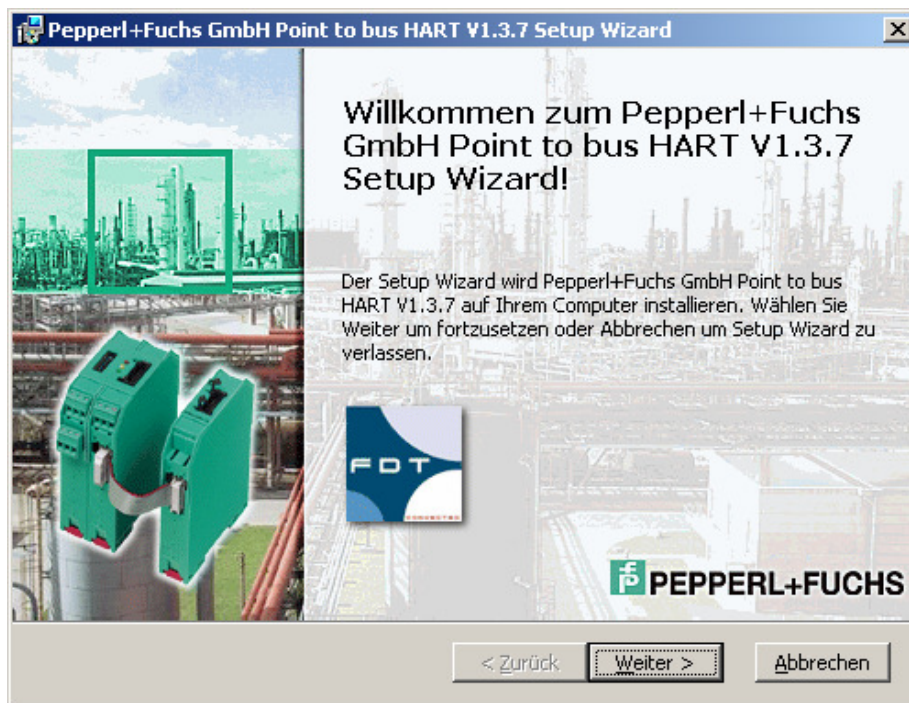 Pepperl+Fuchs GmbH Point to bus HART V1.3.7 Setup Wizard
Willkommen zum Pepperl+Fuchs
GmbH Point to bus HART V1.3.7
Setup Wizard!
Der Setup Wizard wird Pepperl+Fuchs GmbH Point to bus
HART V1.3.7 auf Ihrem Computer installieren. Wählen Sie
Weiter um fortzusetzen oder Abbrechen um Setup Wizard zu
verlassen.
FDT
CONNECTED
PEPPERL+FUCHS
< Zurück
Weiter >
Abbrechen